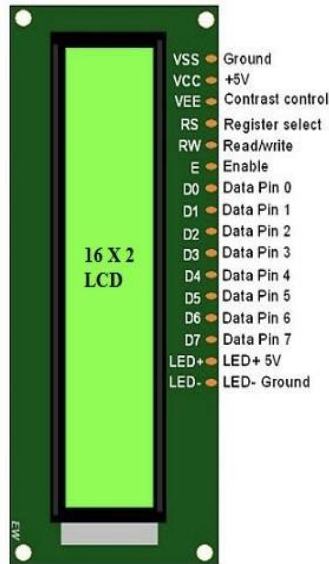 VSS Ground
VCC +5V
VEE Contrast control
RS Register select
RW Read/write
E Enable
D0 Data Pin 0
D1 Data Pin 1
D2 Data Pin 2
D3 Data Pin 3
D4 Data Pin 4
D5 Data Pin 5
D6 Data Pin 6
D7 Data Pin 7
LED+ LED+ 5V
LED- LED- Ground
16 X 2
LCD
EW